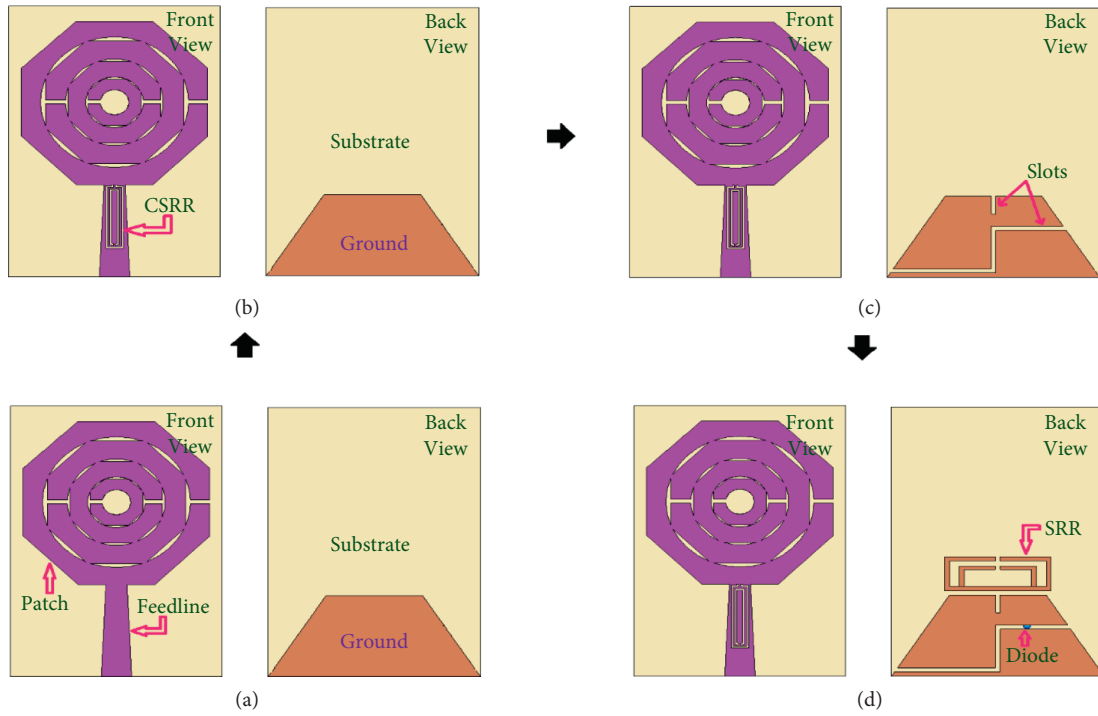 Front
View
Back
View
Substrate
CSRR
Ground
(b)
Front
View
Back
View
Slots
(c)
Front
View
Back
View
Substrate
Patch
Feedline
Ground
(a)
Front
View
Back
View
SRR
Diode
(d)